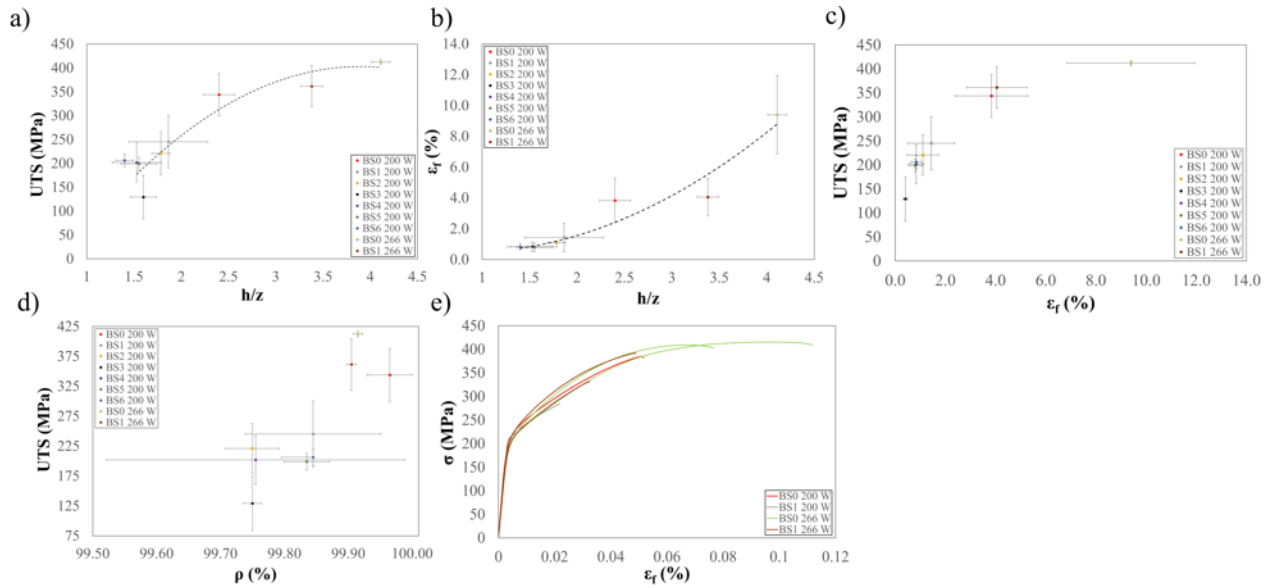 a)
UTS (MPa)
450
400
350
300
250
200
150
100
50
0
1
1.5
2
2.5
3
3.5
4
4.5
h/z
BS0 200 W
BS1 200 W
BS2 200 W
BS3 200 W
BS4 200 W
BS5 200 W
BS6 200 W
BS0 266 W
BS1 266 W
b)
εf (%)
14.0
12.0
10.0
8.0
6.0
4.0
2.0
0.0
1
1.5
2
2.5
3
3.5
4
4.5
h/z
BS0 200 W
BS1 200 W
BS2 200 W
BS3 200 W
BS4 200 W
BS5 200 W
BS6 200 W
BS0 266 W
BS1 266 W
c)
UTS (MPa)
450
400
350
300
250
200
150
100
50
0
0.0
2.0
4.0
6.0
8.0
10.0
12.0
14.0
εf (%)
BS0 200 W
BS1 200 W
BS2 200 W
BS3 200 W
BS4 200 W
BS5 200 W
BS6 200 W
BS0 266 W
BS1 266 W
d)
UTS (MPa)
425
375
325
275
225
175
125
75
99.50
99.60
99.70
99.80
99.90
100.00
ρ (%)
BS0 200 W
BS1 200 W
BS2 200 W
BS3 200 W
BS4 200 W
BS5 200 W
BS6 200 W
BS0 266 W
BS1 266 W
e)
σ (MPa)
450
400
350
300
250
200
150
100
50
0
0
0.02
0.04
0.06
0.08
0.1
0.12
εf (%)
BS0 200 W
BS1 200 W
BS0 266 W
BS1 266 W